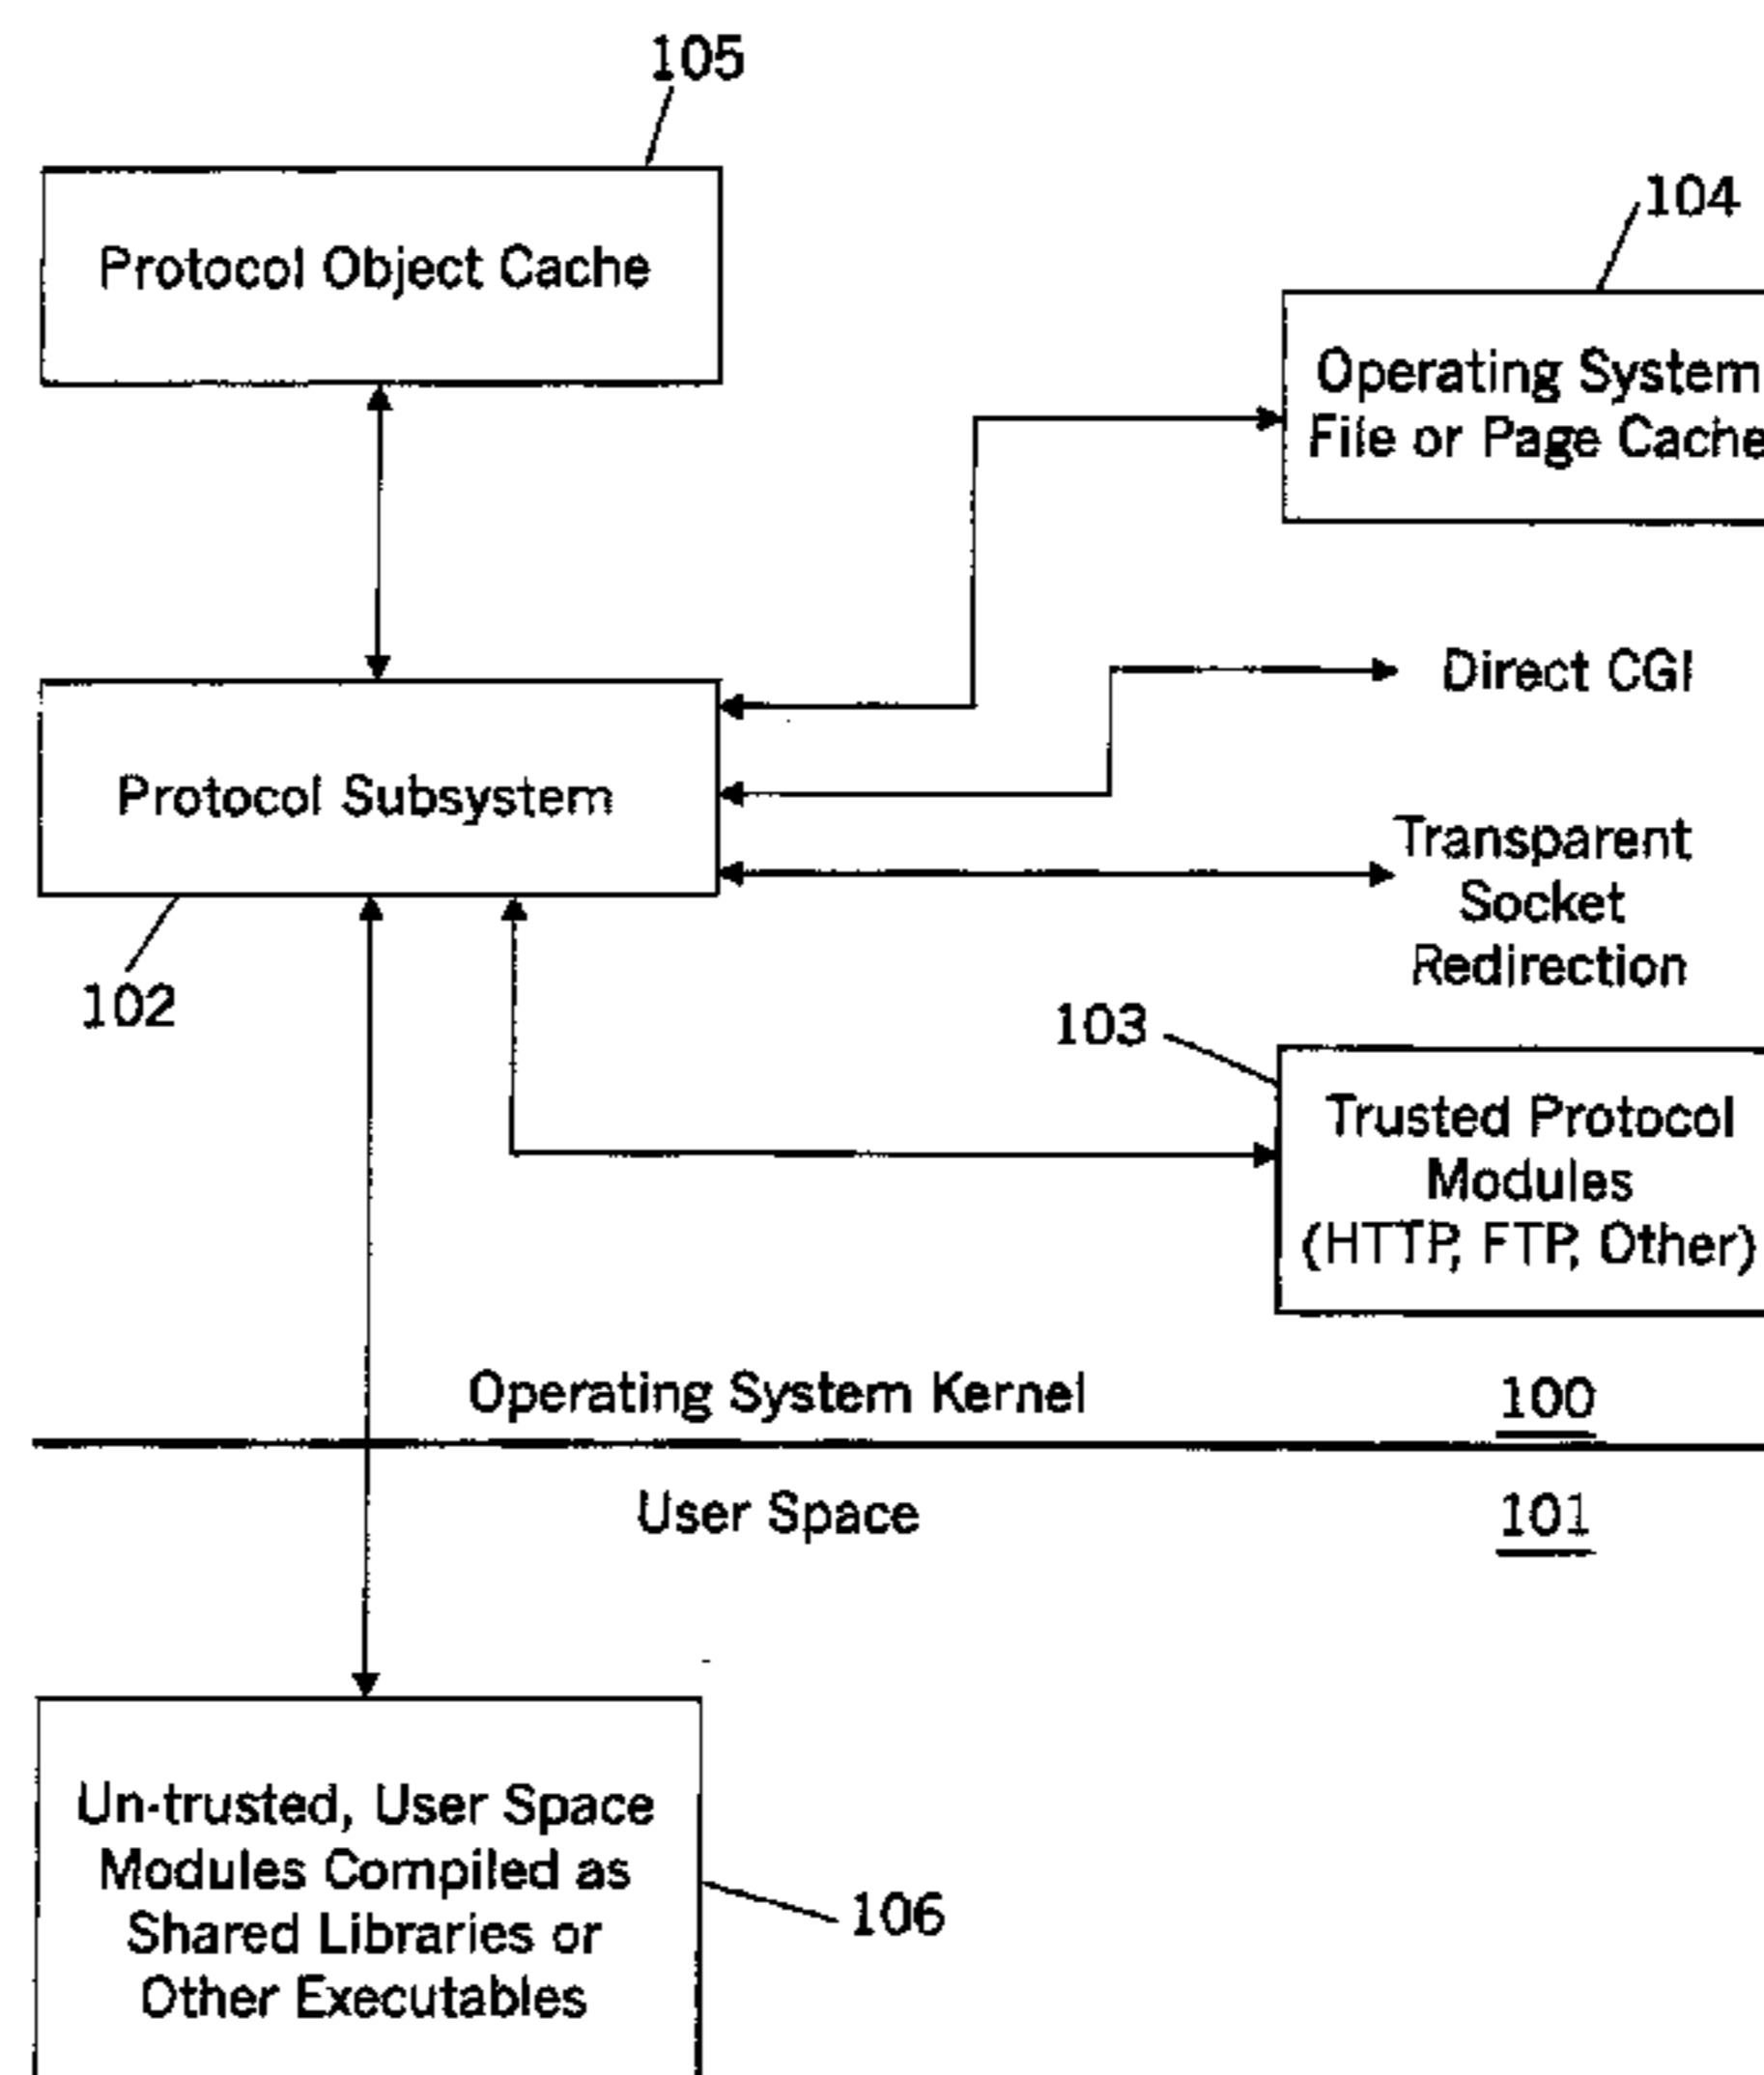 105
Protocol Object Cache
104
Operating System
File or Page Cache
Direct CGI
Protocol Subsystem
Transparent
Socket
Redirection
102
103
Trusted Protocol
Modules
(HTTP, FTP, Other)
Operating System Kernel
100
User Space
101
Un-trusted, User Space
Modules Compiled as
Shared Libraries or
Other Executables
106